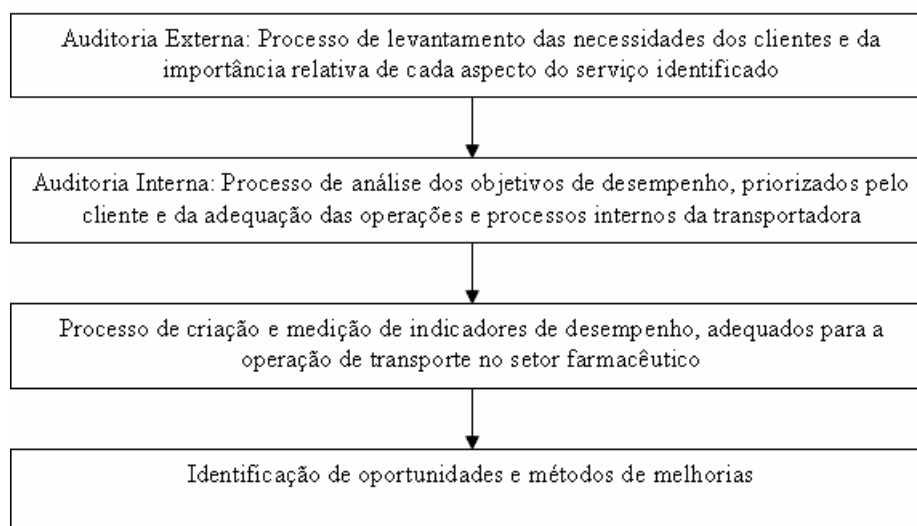 Auditoria Externa: Processo de levantamento das necessidades dos clientes e da
importância relativa de cada aspecto do serviço identificado
Auditoria Interna: Processo de análise dos objetivos de desempenho, priorizados pelo
cliente e da adequação das operações e processos internos da transportadora
Processo de criação e medição de indicadores de desempenho, adequados para a
operação de transporte no setor farmacêutico
Identificação de oportunidades e métodos de melhorias